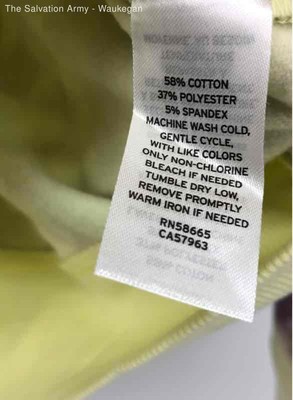 The Salvation Army - Waukegan
58% COTTON
37% POLYESTER
5% SPANDEX
MACHINE WASH COLD,
GENTLE CYCLE,
WITH LIKE COLORS
ONLY NON-CHLORINE
BLEACH IF NEEDED
TUMBLE DRY LOW,
REMOVE PROMPTLY
WARM IRON IF NEEDED
RN58665
CA57963